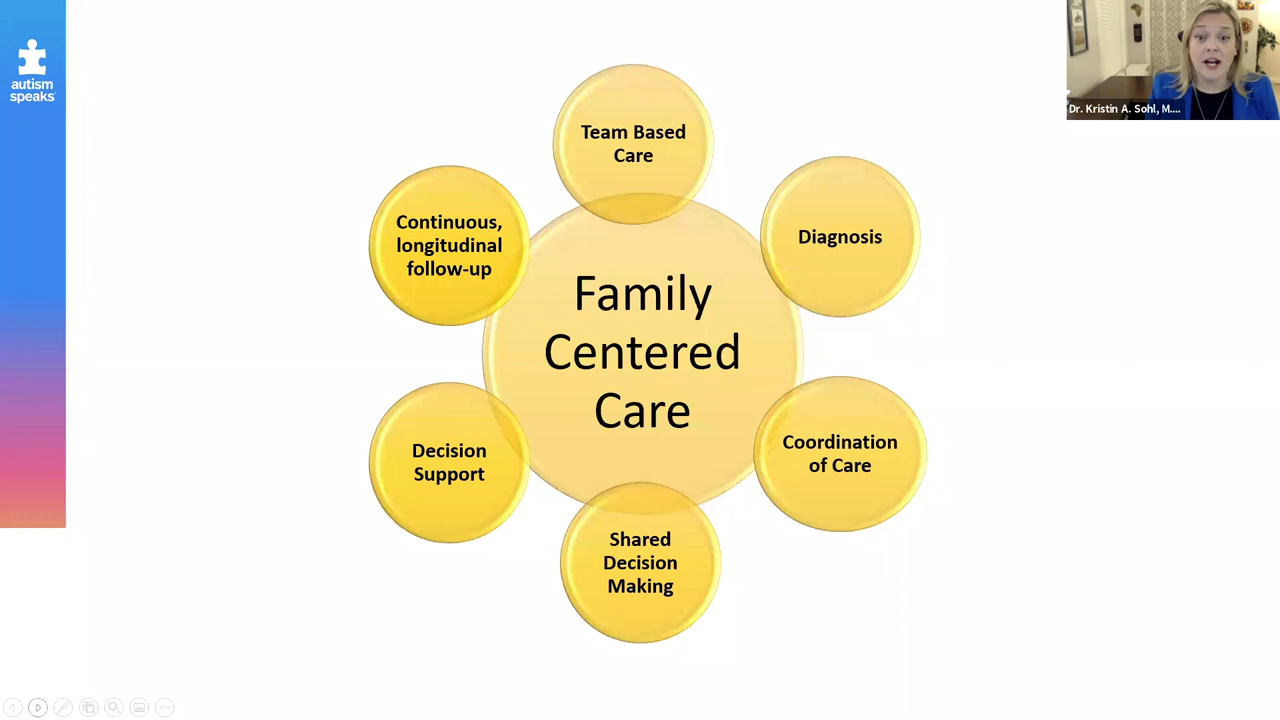 autism
speaks
Dr. Kristin A. Sohl, M....
Team Based
Care
Continuous,
longitudinal
follow-up
Diagnosis
Family
Centered
Care
Decision
Support
Coordination
of Care
Shared
Decision
Making